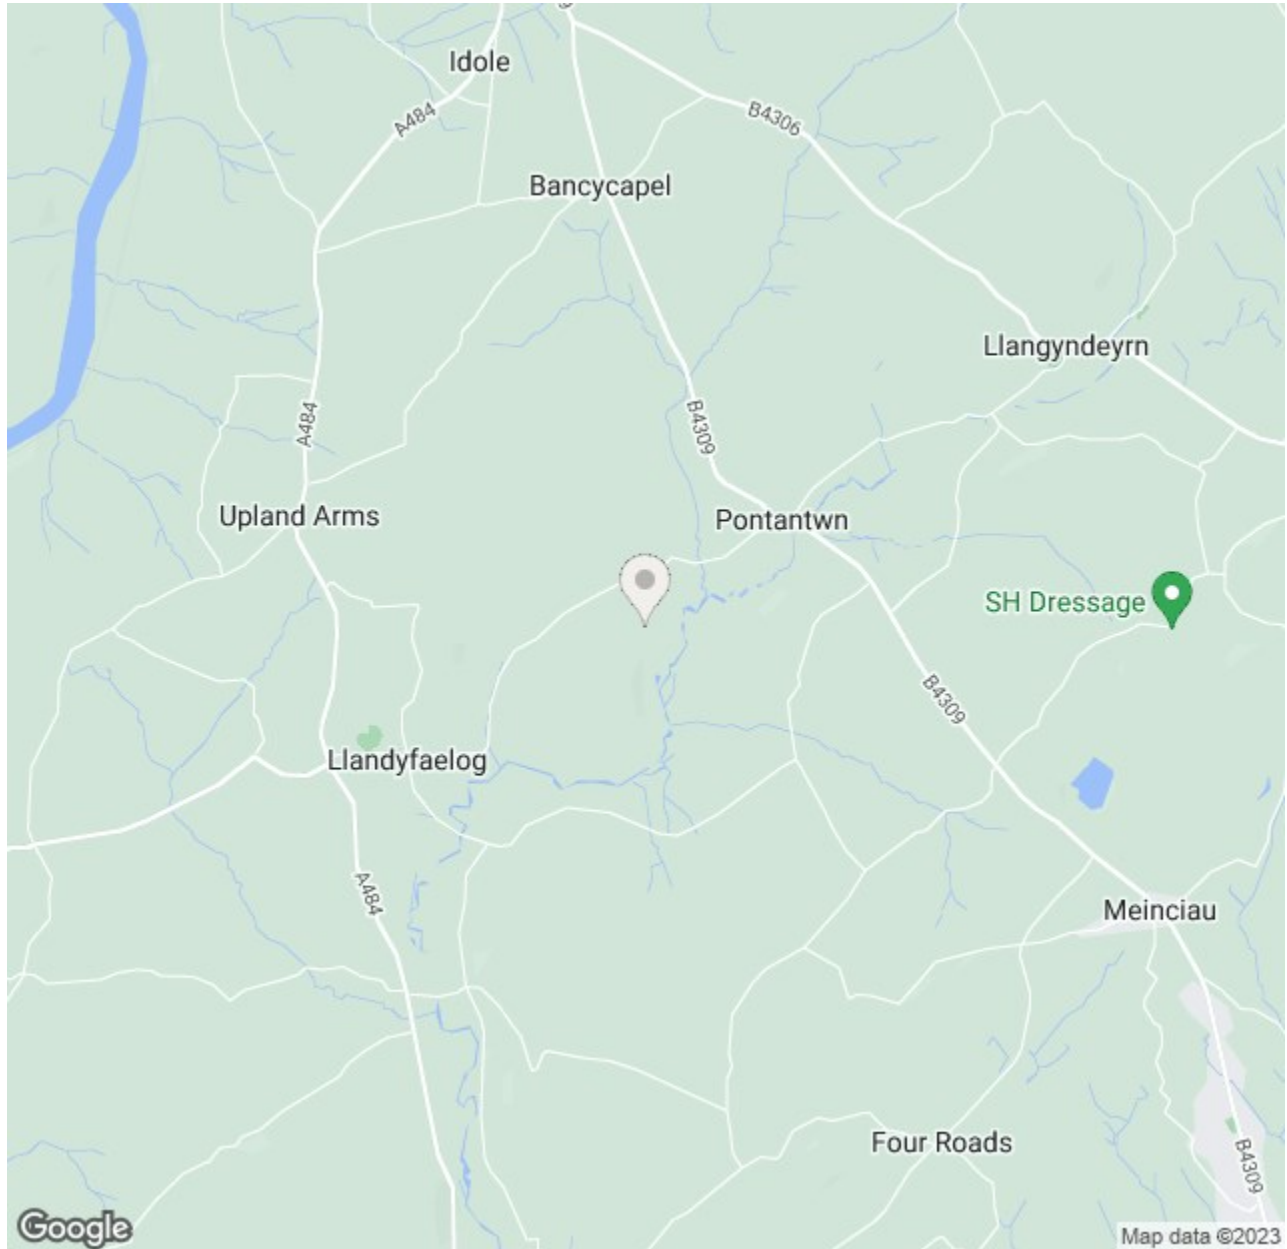 Idole
A484
B4306
Bancycapel
Llangyndeyrn
A484
B4309
Upland Arms
Pontantwn
SH Dressage
B4309
Llandyfaelog
A484
Meinciau
Four Roads
B4309
Google
Map data ©2023